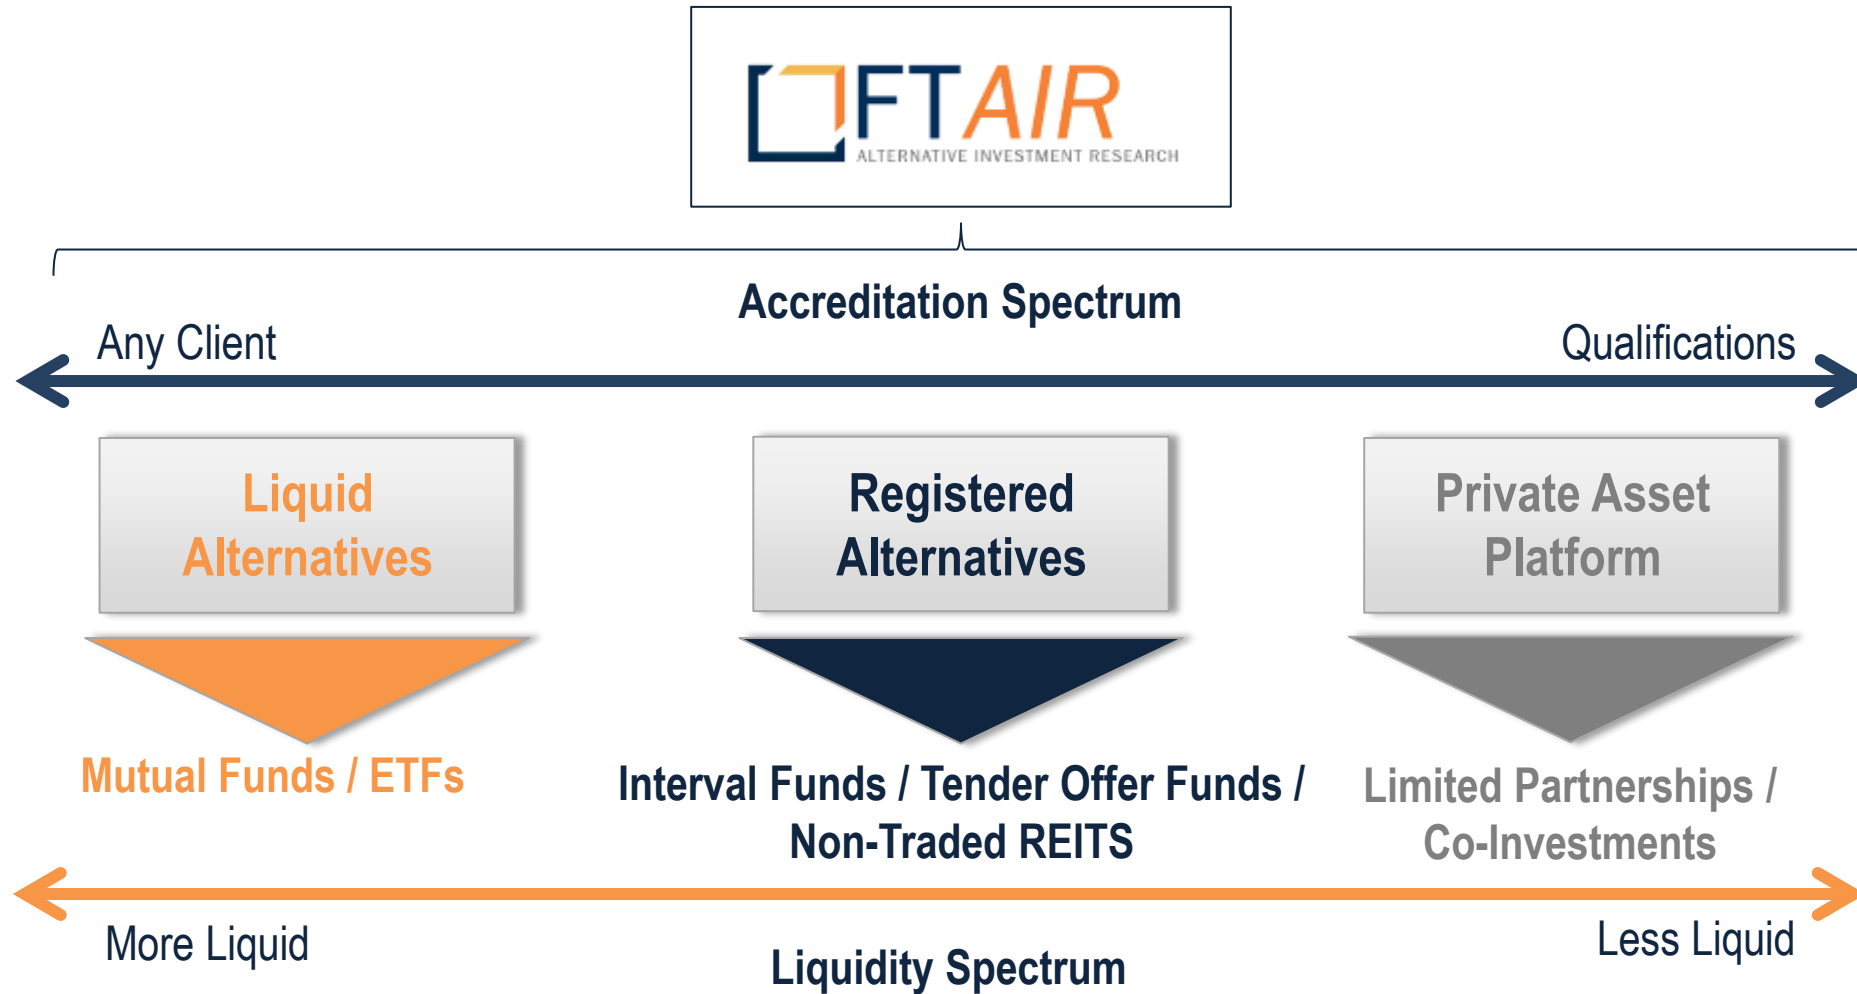 FTAIR
ALTERNATIVE INVESTMENT RESEARCH
Accreditation Spectrum
Any Client
Qualifications
Liquid
Alternatives
Registered
Alternatives
Private Asset
Platform
Mutual Funds / ETFs
Interval Funds / Tender Offer Funds /
Non-Traded REITS
Limited Partnerships /
Co-Investments
More Liquid
Less Liquid
Liquidity Spectrum